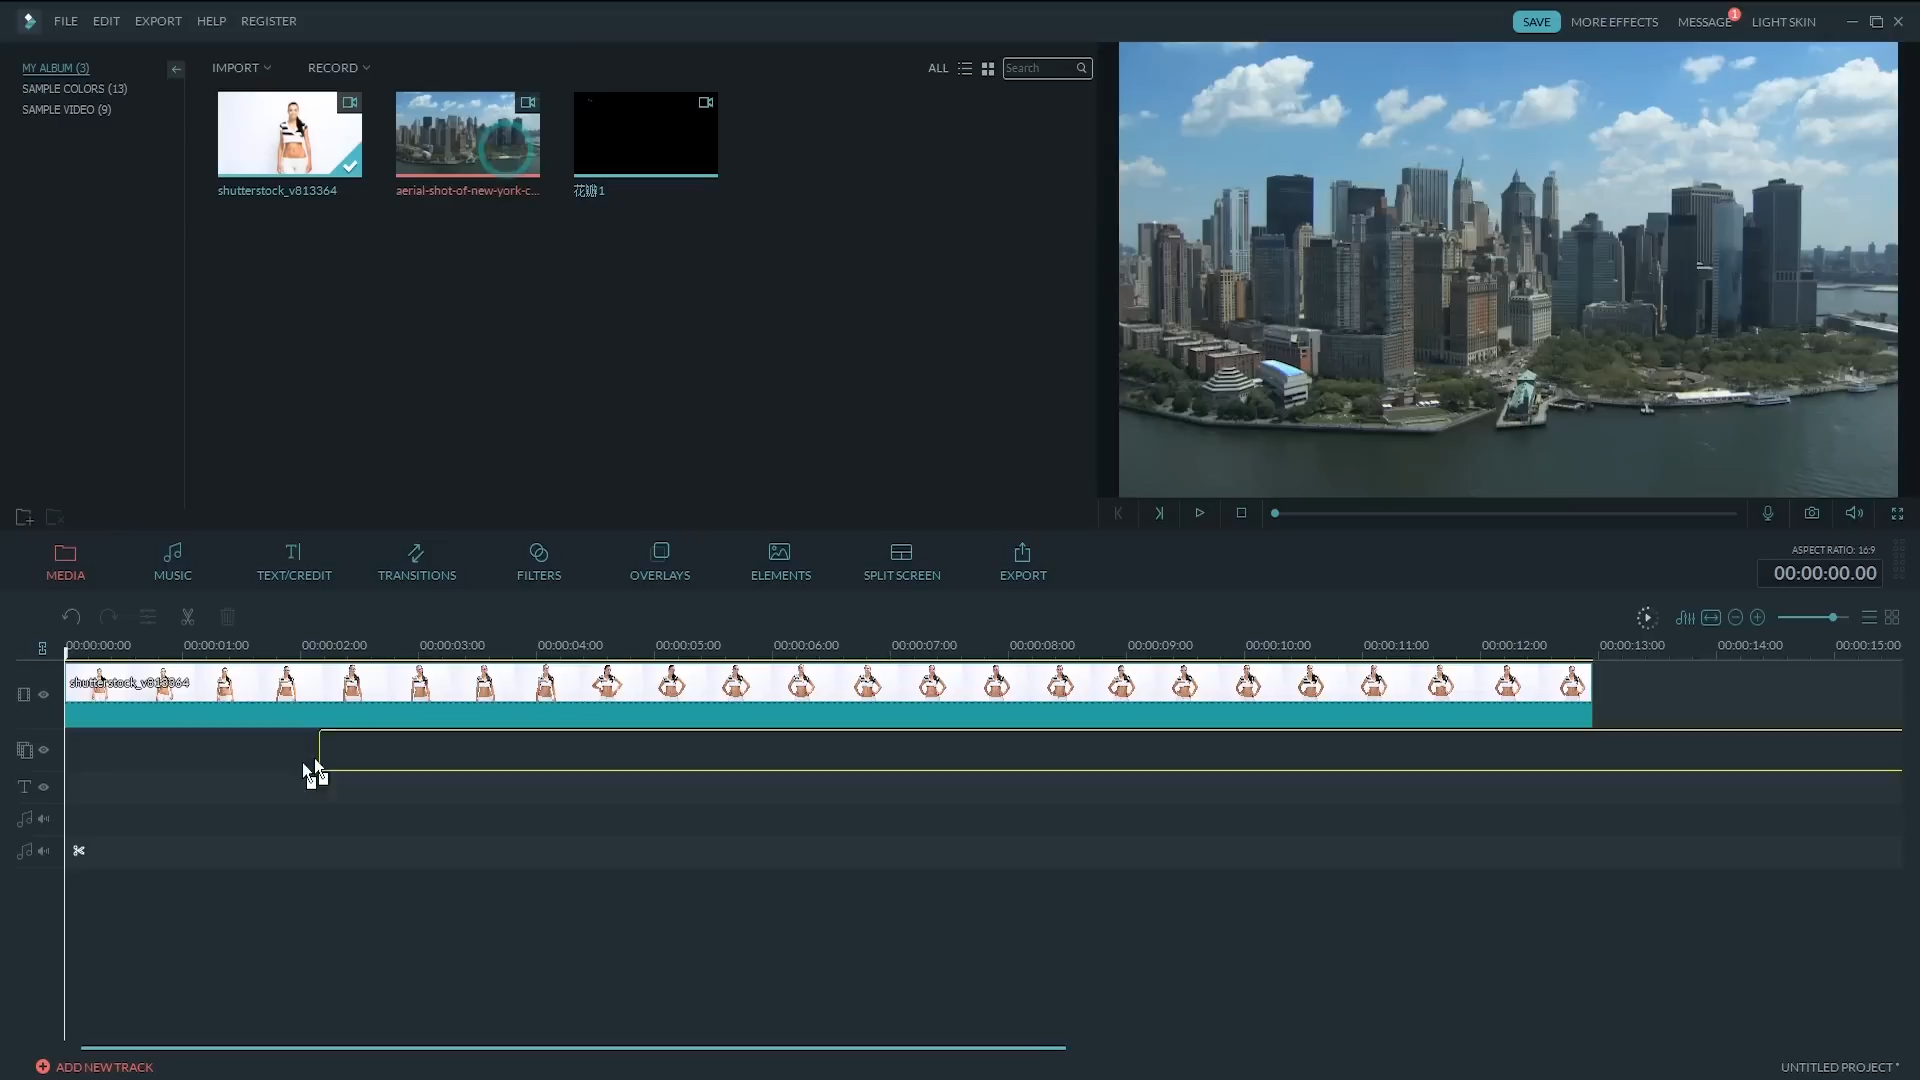 FILE EDIT EXPORT HELP REGISTER
SAVE MORE EFFECTS MESSAGE 1 LIGHT SKIN
MY ALBUM (3)
SAMPLE COLORS (13)
SAMPLE VIDEO (9)
IMPORT RECORD ALL Search
shutterstock_v813364 aerial-shot-of-new-york-c... 花瓣1
MEDIA MUSIC TEXT/CREDIT TRANSITIONS FILTERS OVERLAYS ELEMENTS SPLIT SCREEN EXPORT
ASPECT RATIO: 16:9
00:00:00.00
00:00:00:00 00:00:01:00 00:00:02:00 00:00:03:00 00:00:04:00 00:00:05:00 00:00:06:00 00:00:07:00 00:00:08:00 00:00:09:00 00:00:10:00 00:00:11:00 00:00:12:00 00:00:13:00 00:00:14:00 00:00:15:00
shutterstock_v813364
ADD NEW TRACK
UNTITLED PROJECT *